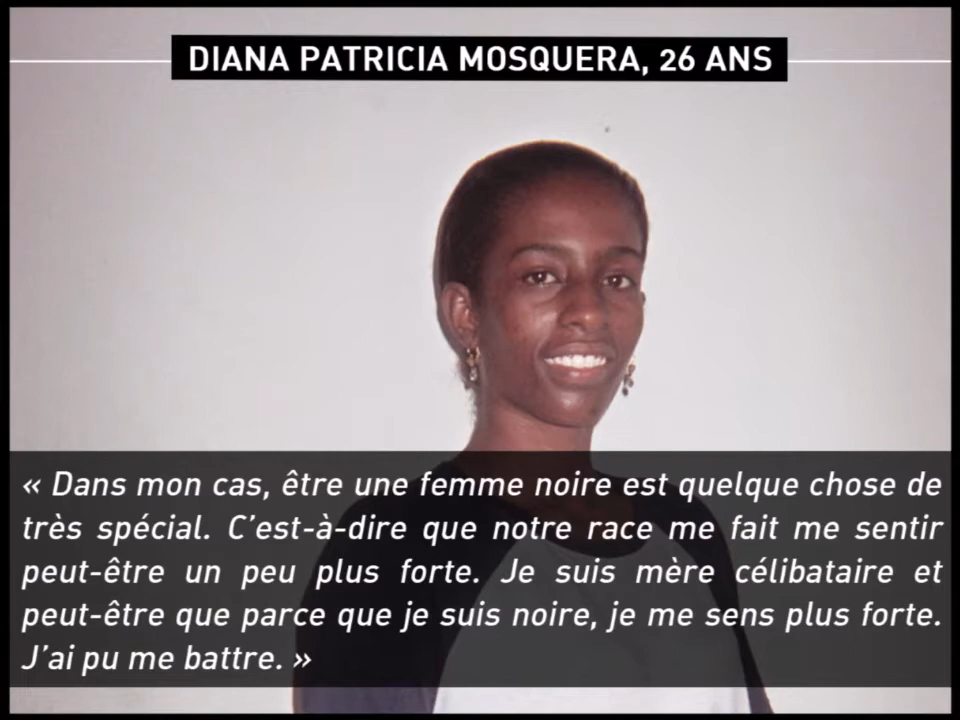 DIANA PATRICIA MOSQUERA, 26 ANS
« Dans mon cas, être une femme noire est quelque chose de
très spécial. C’est-à-dire que notre race me fait me sentir
peut-être un peu plus forte. Je suis mère célibataire et
peut-être que parce que je suis noire, je me sens plus forte.
J’ai pu me battre. »